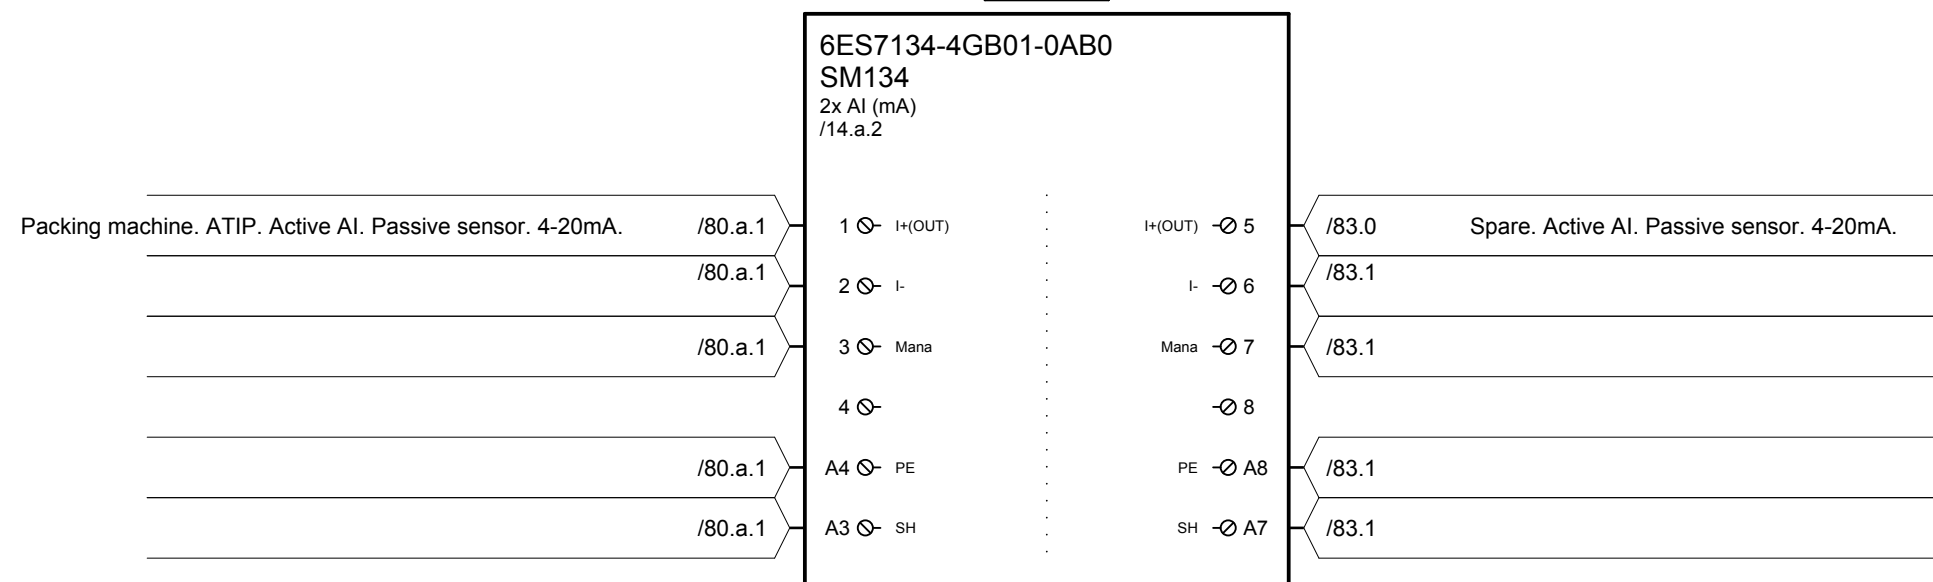 6ES7134-4GB01-0AB0
SM134
2x AI (mA)
/14.a.2
Packing machine. ATIP. Active AI. Passive sensor. 4-20mA. /80.a.1 1 I+(OUT) I+(OUT) 5 /83.0 Spare. Active AI. Passive sensor. 4-20mA.
/80.a.1 2 I- I- 6 /83.1
/80.a.1 3 Mana Mana 7 /83.1
4 8
/80.a.1 A4 PE PE A8 /83.1
/80.a.1 A3 SH SH A7 /83.1